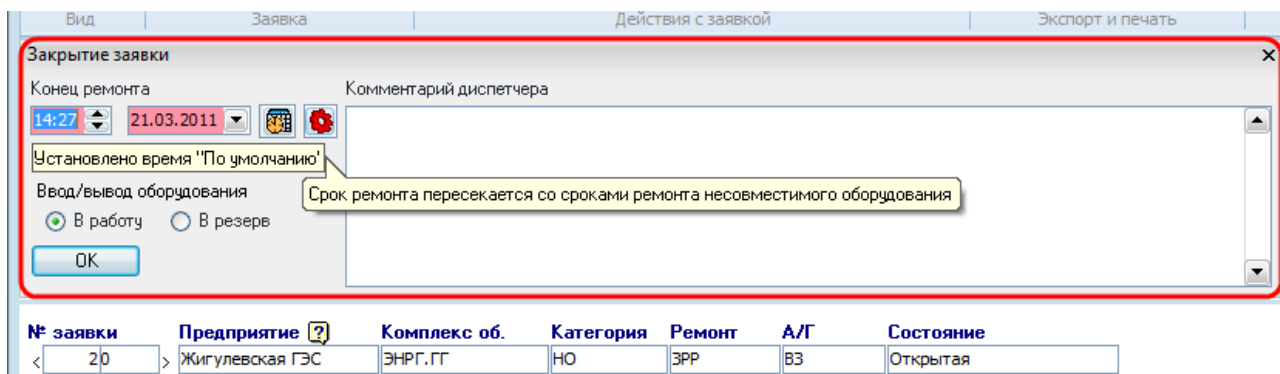 Вид Заявка Действия с заявкой Экспорт и печать
Закрытие заявки
Конец ремонта Комментарий диспетчера
14:27 21.03.2011
Установлено время "По умолчанию"
Срок ремонта пересекается со сроками ремонта несовместимого оборудования
Ввод/вывод оборудования
В работу В резерв
OK
№ заявки Предприятие ? Комплекс об. Категория Ремонт А/Г Состояние
< 20 > Жигулевская ГЭС ЭНРГ.ГГ НО ЗРР ВЗ Открытая